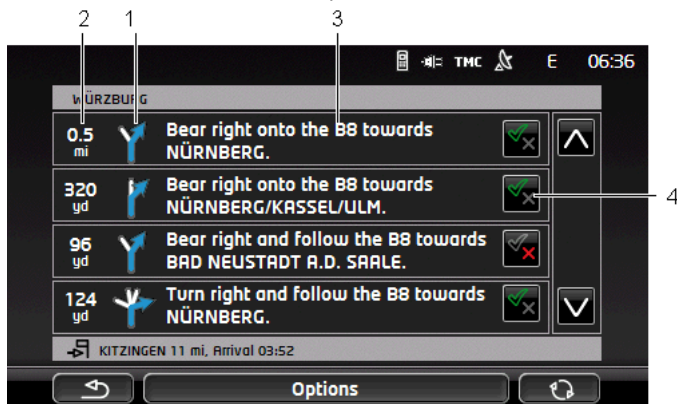 2 1 3
TMC E 06:36
WÜRZBURG
0.5 mi Bear right onto the B8 towards
NÜRNBERG.
320 yd Bear right onto the B8 towards
NÜRNBERG/KASSEL/ULM.
4
96 yd Bear right and follow the B8 towards
BAD NEUSTADT A.D. SAALE.
124 yd Turn right and follow the B8 towards
NÜRNBERG.
KITZINGEN 11 mi, Arrival 03:52
Options